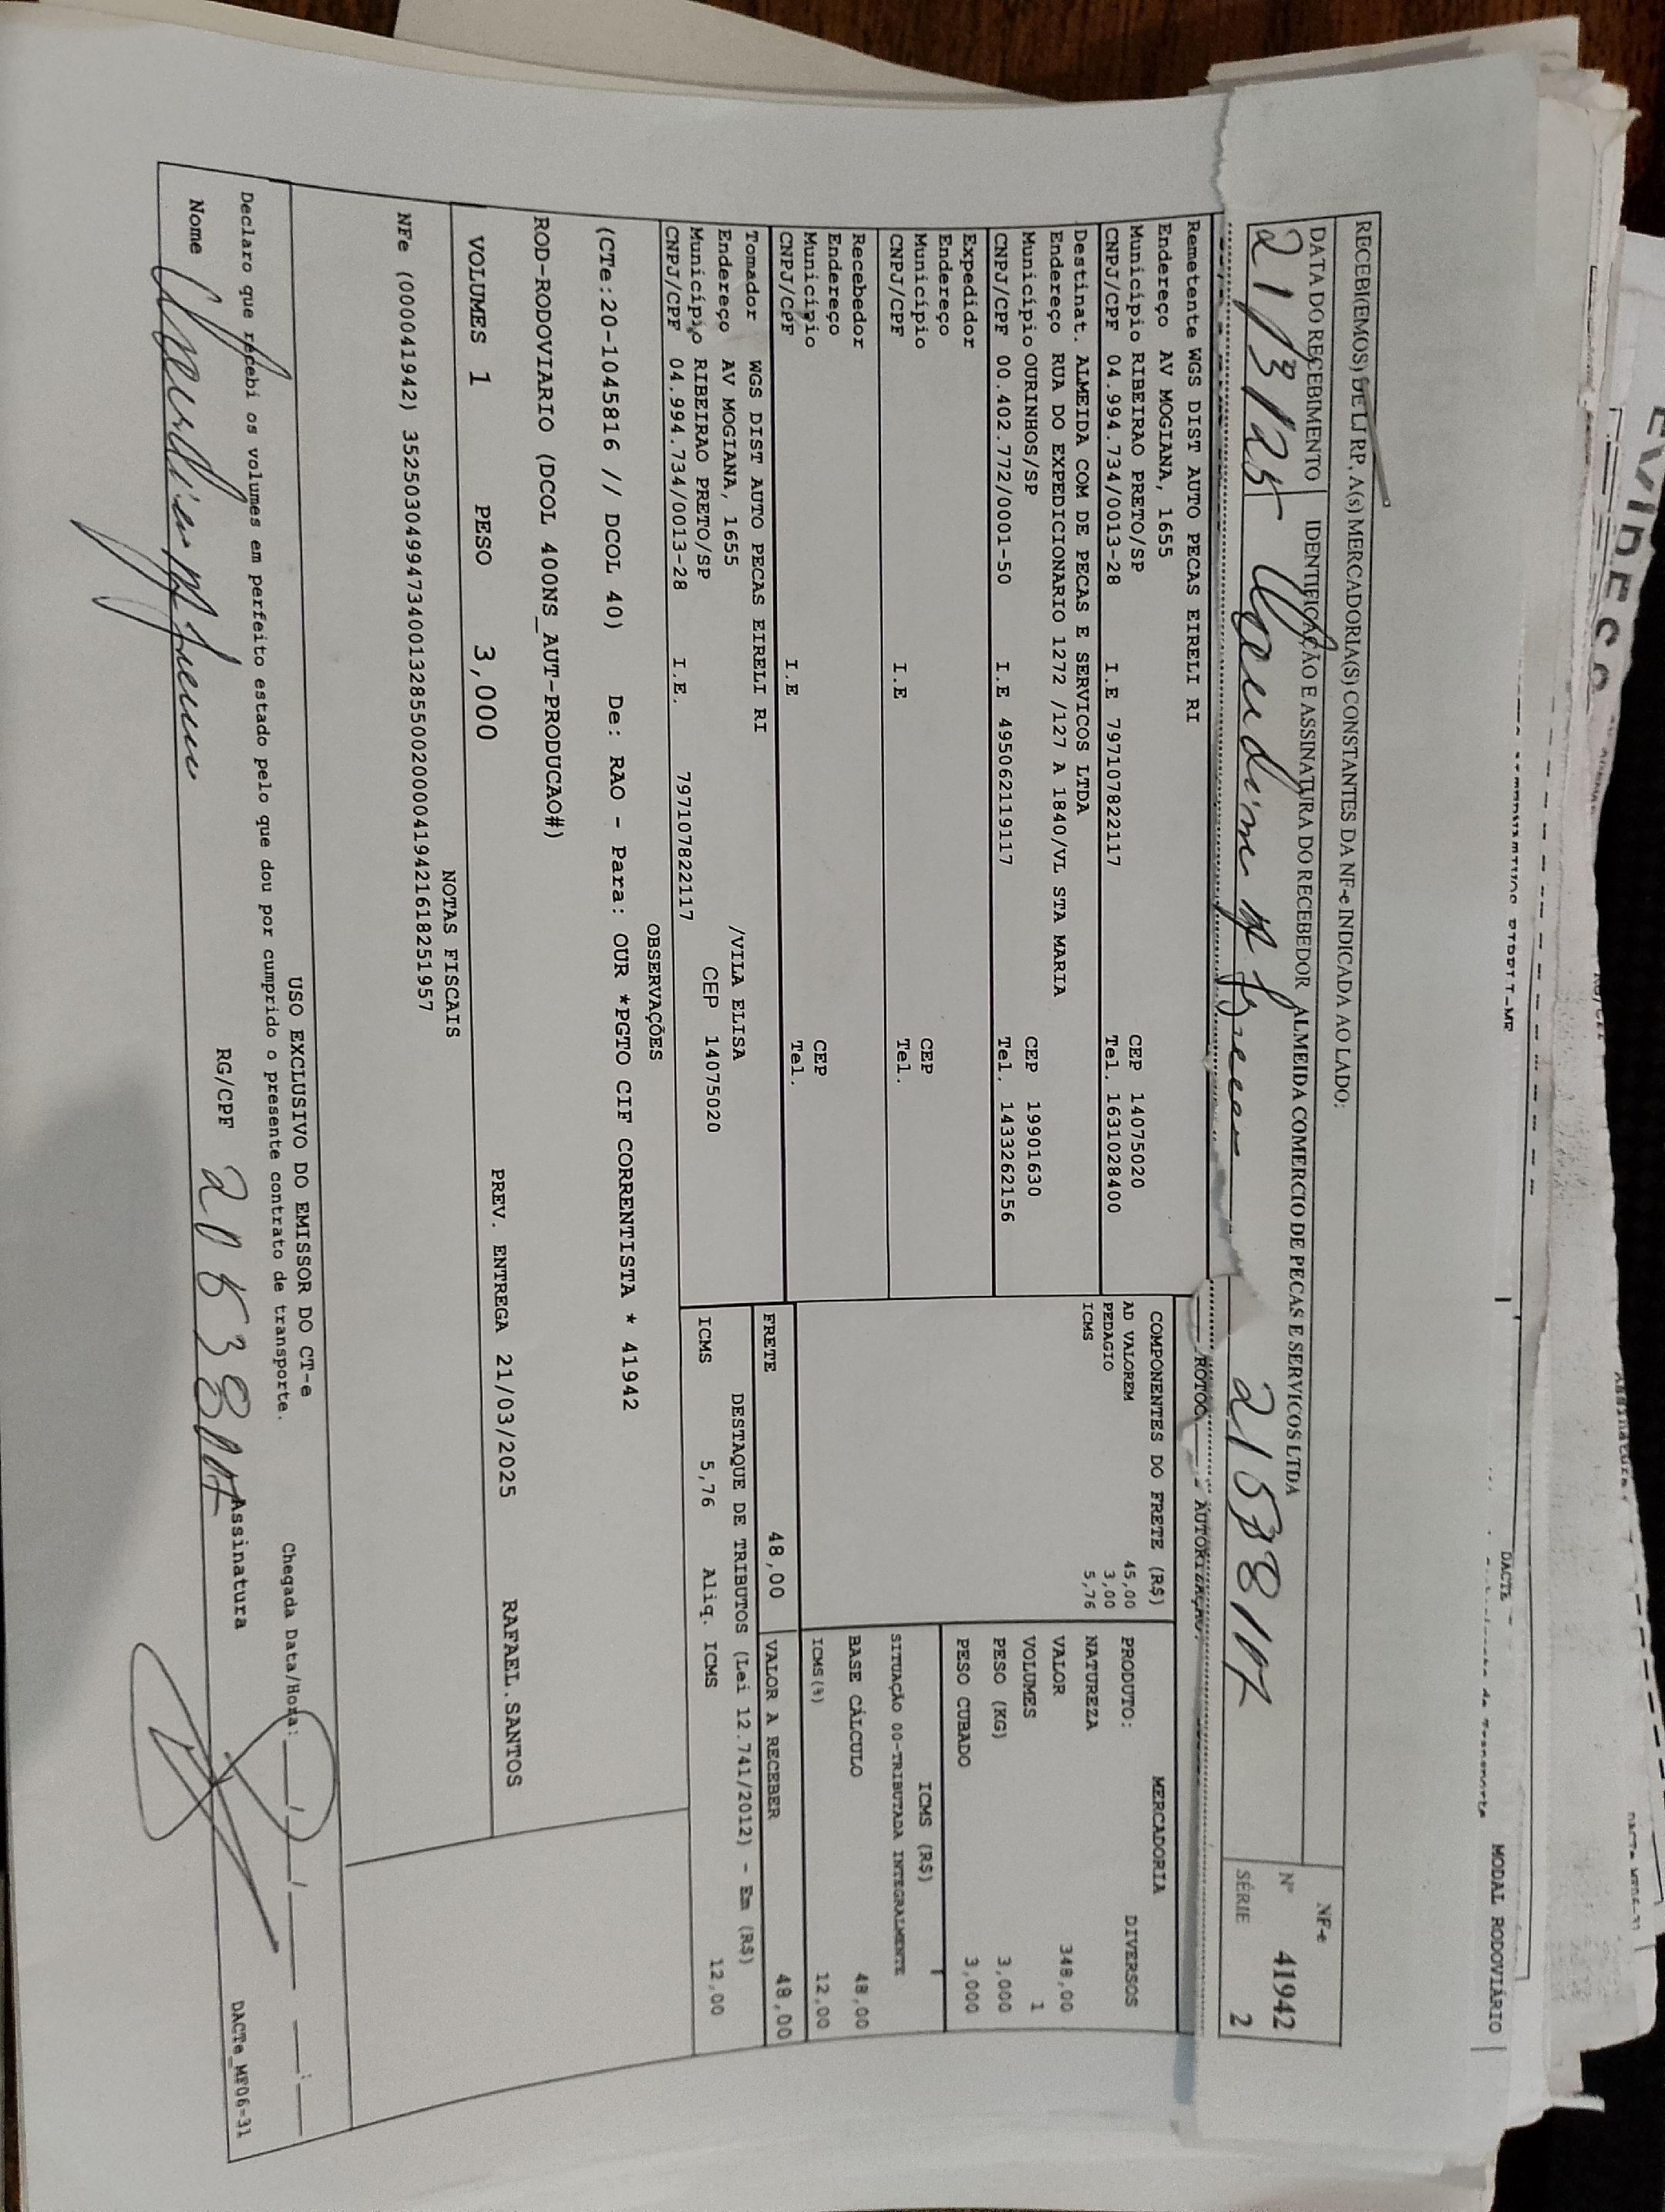 MODAL RODOVIÁRIO
RECEBI(EMOS) DE LJ RP. A(s) MERCADORIA(S) CONSTANTES DA NF-e INDICADA AO LADO:
NF-e
DATA DO RECEBIMENTO IDENTIFICAÇÃO E ASSINATURA DO RECEBEDOR ALMEIDA COMERCIO DE PECAS E SERVICOS LTDA
Nº 41942
21/3/25
SÉRIE 2
Remetente WGS DIST AUTO PECAS EIRELI RI
Endereço AV MOGIANA, 1655
Município RIBEIRAO PRETO/SP CEP 14075020
CNPJ/CPF 04.994.734/0013-28 I.E 797107822117 Tel. 1631028400
Destinat. ALMEIDA COM DE PECAS E SERVICOS LTDA
Endereço RUA DO EXPEDICIONARIO 1272 /127 A 1840/VL STA MARIA
Município OURINHOS/SP CEP 19901630
CNPJ/CPF 00.402.772/0001-50 I.E 495062119117 Tel. 1433262156
Expedidor
Endereço
Município CEP
CNPJ/CPF I.E Tel.
Recebedor
Endereço
Município CEP
CNPJ/CPF I.E Tel.
Tomador WGS DIST AUTO PECAS EIRELI RI
Endereço AV MOGIANA, 1655 /VILA ELISA
Município RIBEIRAO PRETO/SP CEP 14075020
CNPJ/CPF 04.994.734/0013-28 I.E. 797107822117
COMPONENTES DO FRETE (R$)
AD VALOREM 45,00
PEDAGIO 3,00
ICMS 5,76
MERCADORIA
PRODUTO: DIVERSOS
NATUREZA
VALOR 348,00
VOLUMES 1
PESO (KG) 3,000
PESO CUBADO 3,000
ICMS (R$)
SITUAÇÃO 00-TRIBUTADA INTEGRALMENTE
BASE CÁLCULO 48,00
ICMS(%) 12,00
FRETE 48,00 VALOR A RECEBER 48,00
DESTAQUE DE TRIBUTOS (Lei 12.741/2012) - Em (R$)
ICMS 5,76 Aliq. ICMS 12,00
OBSERVAÇÕES
(CTe:20-1045816 // DCOL 40) De: RAO - Para: OUR *PGTO CIF CORRENTISTA * 41942
ROD-RODOVIARIO (DCOL 400NS_AUT-PRODUCAO#)
VOLUMES 1 PESO 3,000 PREV. ENTREGA 21/03/2025 RAFAEL.SANTOS
NOTAS FISCAIS
NFe (000041942) 35250304994734001328550020000419421618251957
USO EXCLUSIVO DO EMISSOR DO CT-e
Declaro que recebi os volumes em perfeito estado pelo que dou por cumprido o presente contrato de transporte.
Chegada Data/Hora: ___/___/___ ___:___
Nome RG/CPF Assinatura
DACTe_MF06-31